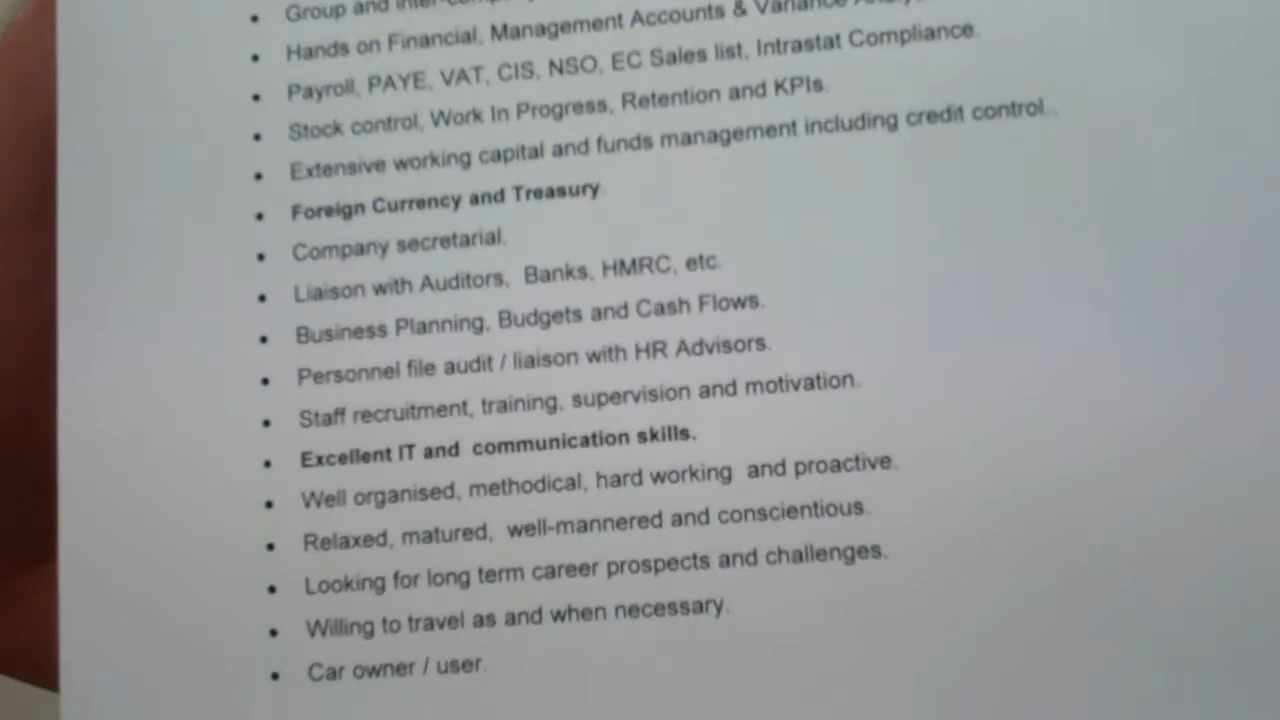 Group and
Hands on Financial, Management Accounts & Variance
Payroll, PAYE, VAT, CIS, NSO, EC Sales list, Intrastat Compliance.
Stock control, Work In Progress, Retention and KPIs.
Extensive working capital and funds management including credit control..
Foreign Currency and Treasury.
Company secretarial.
Liaison with Auditors, Banks, HMRC, etc.
Business Planning, Budgets and Cash Flows.
Personnel file audit / liaison with HR Advisors.
Staff recruitment, training, supervision and motivation.
Excellent IT and communication skills.
Well organised, methodical, hard working and proactive.
Relaxed, matured, well-mannered and conscientious.
Looking for long term career prospects and challenges.
Willing to travel as and when necessary.
Car owner / user.